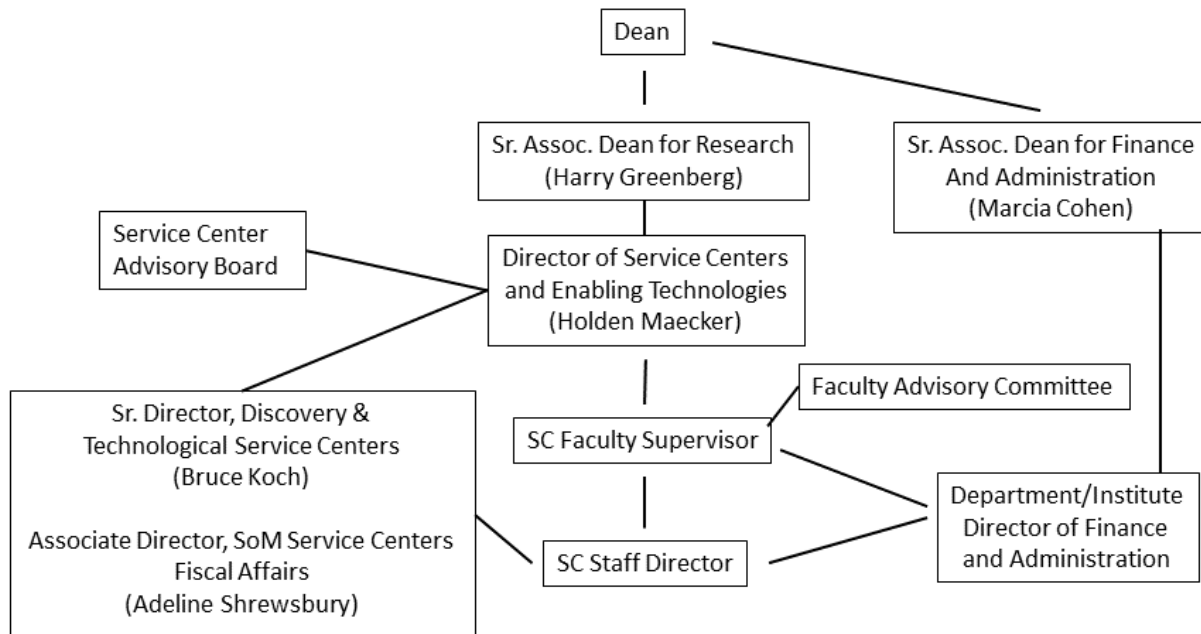 Dean
Sr. Assoc. Dean for Research
(Harry Greenberg)
Sr. Assoc. Dean for Finance
And Administration
(Marcia Cohen)
Service Center
Advisory Board
Director of Service Centers
and Enabling Technologies
(Holden Maecker)
Faculty Advisory Committee
Sr. Director, Discovery &
Technological Service Centers
(Bruce Koch)
Associate Director, SoM Service Centers
Fiscal Affairs
(Adeline Shrewsbury)
SC Faculty Supervisor
Department/Institute
Director of Finance
and Administration
SC Staff Director